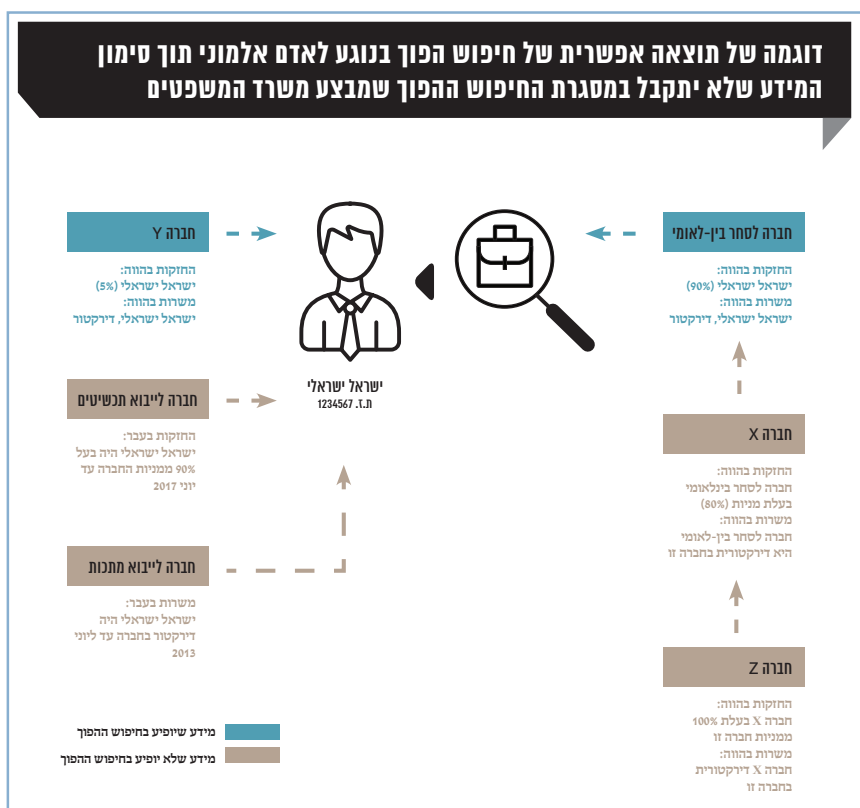 דוגמה של תוצאה אפשרית של חיפוש הפוך בנוגע לאדם אלמוני תוך סימון
המידע שלא יתקבל במסגרת החיפוש ההפוך שמבצע משרד המשפטים
חברה לסחר בין-לאומי
החזקות בהווה:
ישראל ישראלי (90%)
משרות בהווה:
ישראל ישראלי, דירקטור
חברה X
החזקות בהווה:
חברה לסחר בינלאומי
בעלת מניות (80%)
משרות בהווה:
חברה לסחר בין-לאומי
היא דירקטורית בחברה זו
חברה Z
החזקות בהווה:
חברה X בעלת 100%
ממניות חברה זו
משרות בהווה:
חברה X דירקטורית
בחברה זו
ישראל ישראלי
ת.ז. 1234567
חברה Y
החזקות בהווה:
ישראל ישראלי (5%)
משרות בהווה:
ישראל ישראלי, דירקטור
חברה לייבוא תכשיטים
החזקות בעבר:
ישראל ישראלי היה בעל
90% ממניות החברה עד
יוני 2017
חברה לייבוא מתכות
משרות בעבר:
ישראל ישראלי היה
דירקטור בחברה עד ליוני
2013
מידע שיופיע בחיפוש ההפוך
מידע שלא יופיע בחיפוש ההפוך